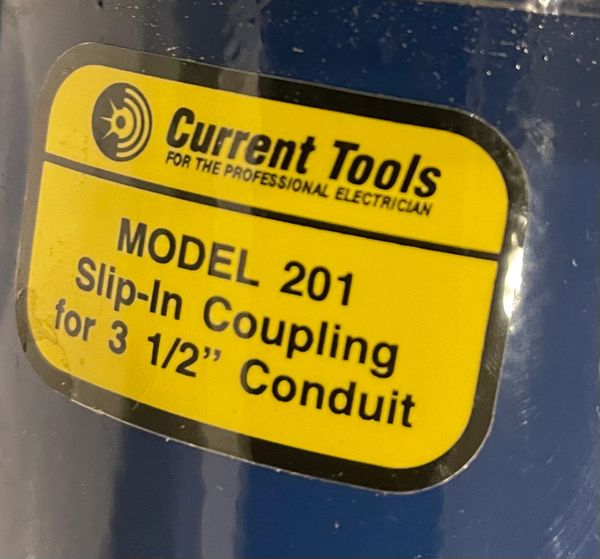 Current Tools
FOR THE PROFESSIONAL ELECTRICIAN
MODEL 201
Slip-In Coupling
for 3 1/2” Conduit